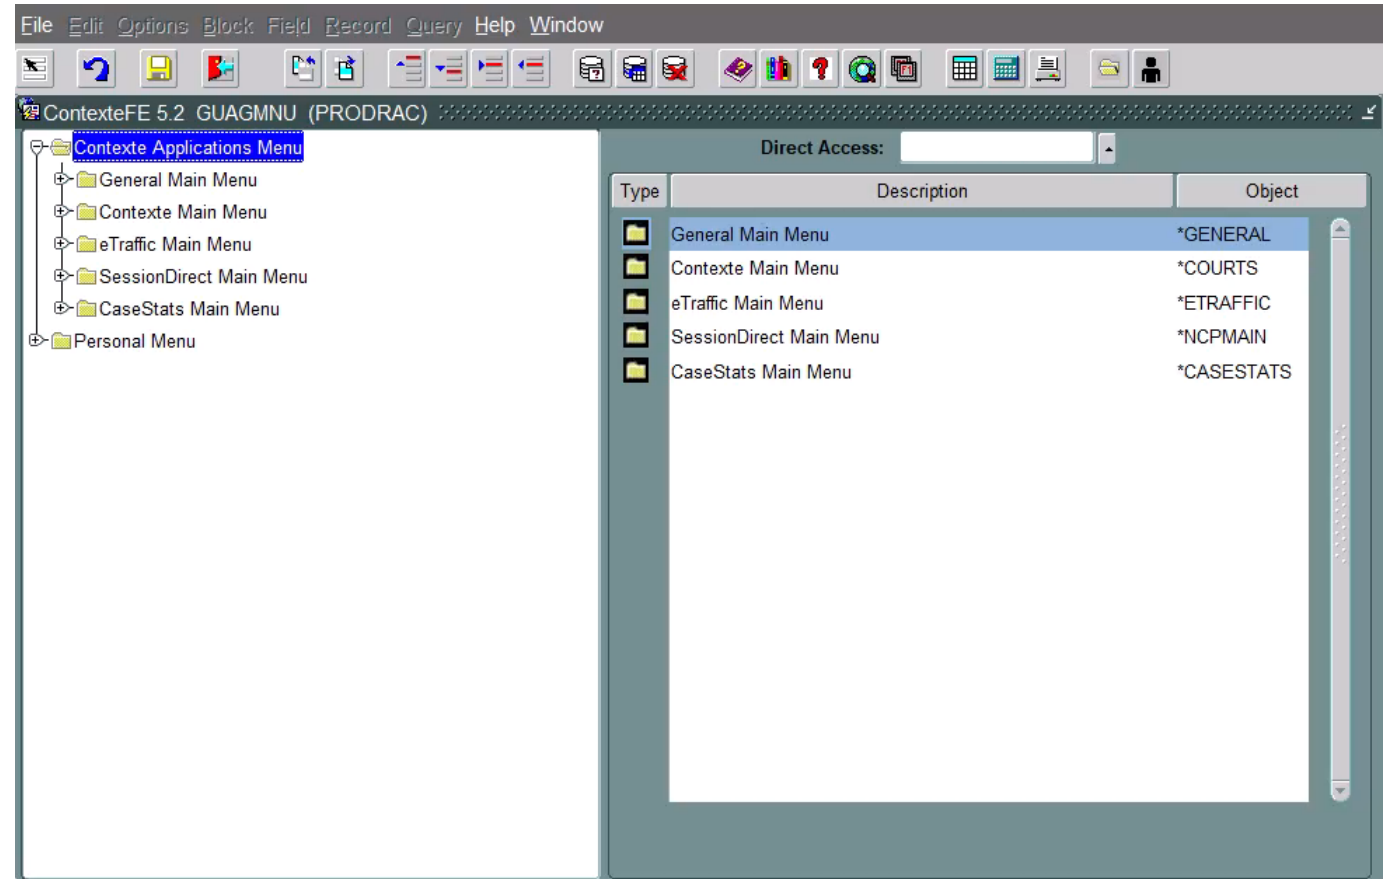 File Edit Options Block Field Record Query Help Window
ContexteFE 5.2 GUAGMNU (PRODRAC)
Contexte Applications Menu
General Main Menu
Contexte Main Menu
eTraffic Main Menu
SessionDirect Main Menu
CaseStats Main Menu
Personal Menu
Direct Access:
Type Description Object
General Main Menu *GENERAL
Contexte Main Menu *COURTS
eTraffic Main Menu *ETRAFFIC
SessionDirect Main Menu *NCPMAIN
CaseStats Main Menu *CASESTATS